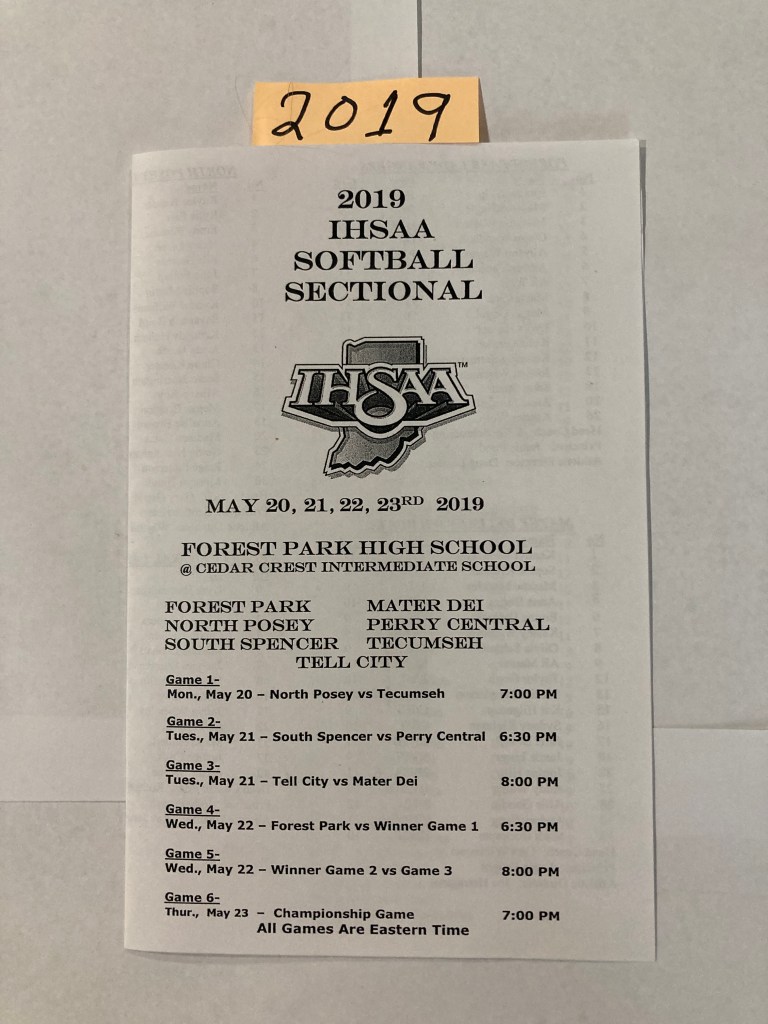 2019
2019
IHSAA
SOFTBALL
SECTIONAL
IHSAA™
MAY 20, 21, 22, 23RD 2019
FOREST PARK HIGH SCHOOL
@ CEDAR CREST INTERMEDIATE SCHOOL
FOREST PARK MATER DEI
NORTH POSEY PERRY CENTRAL
SOUTH SPENCER TECUMSEH
TELL CITY
Game 1-
Mon., May 20 – North Posey vs Tecumseh 7:00 PM
Game 2-
Tues., May 21 – South Spencer vs Perry Central 6:30 PM
Game 3-
Tues., May 21 – Tell City vs Mater Dei 8:00 PM
Game 4-
Wed., May 22 – Forest Park vs Winner Game 1 6:30 PM
Game 5-
Wed., May 22 – Winner Game 2 vs Game 3 8:00 PM
Game 6-
Thur., May 23 – Championship Game 7:00 PM
All Games Are Eastern Time